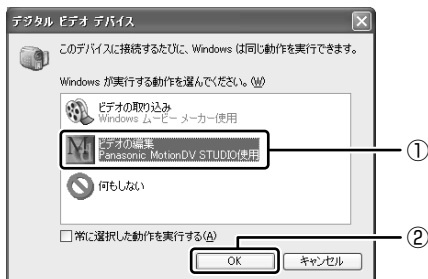 デジタル ビデオ デバイス
このデバイスに接続するたびに、Windows は同じ動作を実行できます。
Windows が実行する動作を選んでください。(W)
ビデオの取り込み
Windows ムービー メーカー使用
ビデオの編集
Panasonic MotionDV STUDIO使用
①
何もしない
常に選択した動作を実行する(A)
②
OK
キャンセル